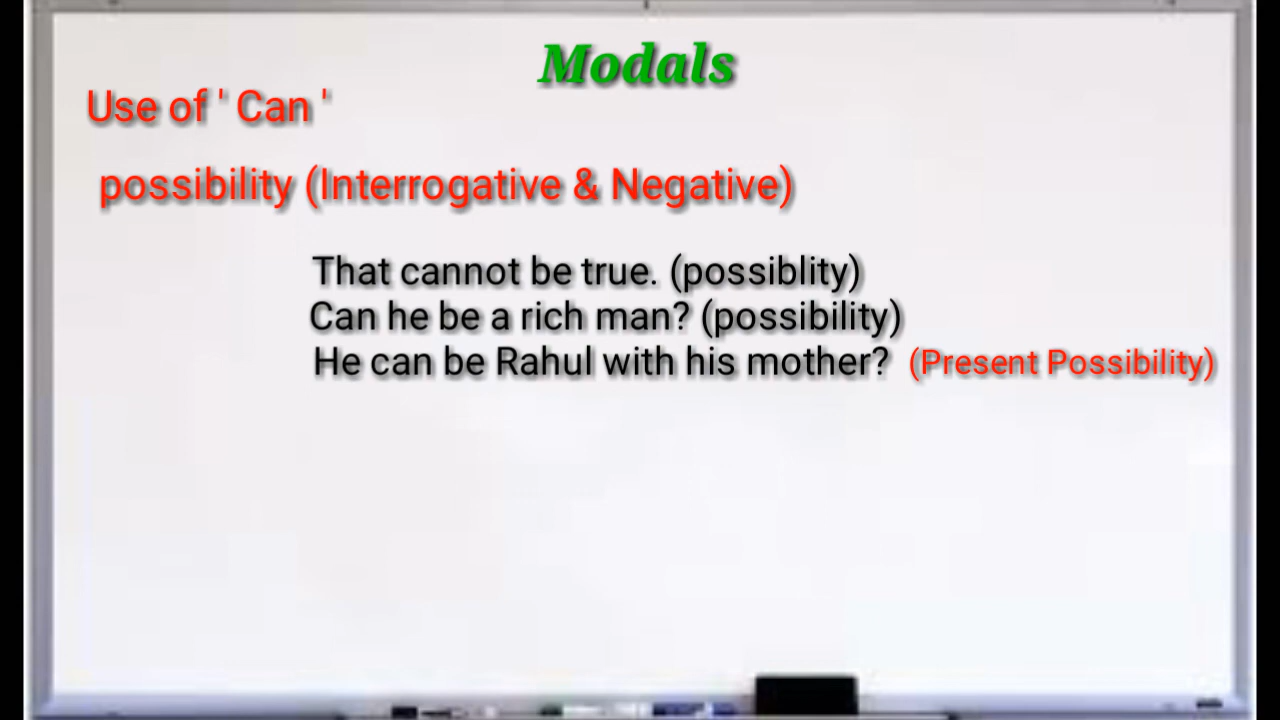 Modals
Use of ' Can '
possibility (Interrogative & Negative)
That cannot be true. (possiblity)
Can he be a rich man? (possibility)
He can be Rahul with his mother? (Present Possibility)